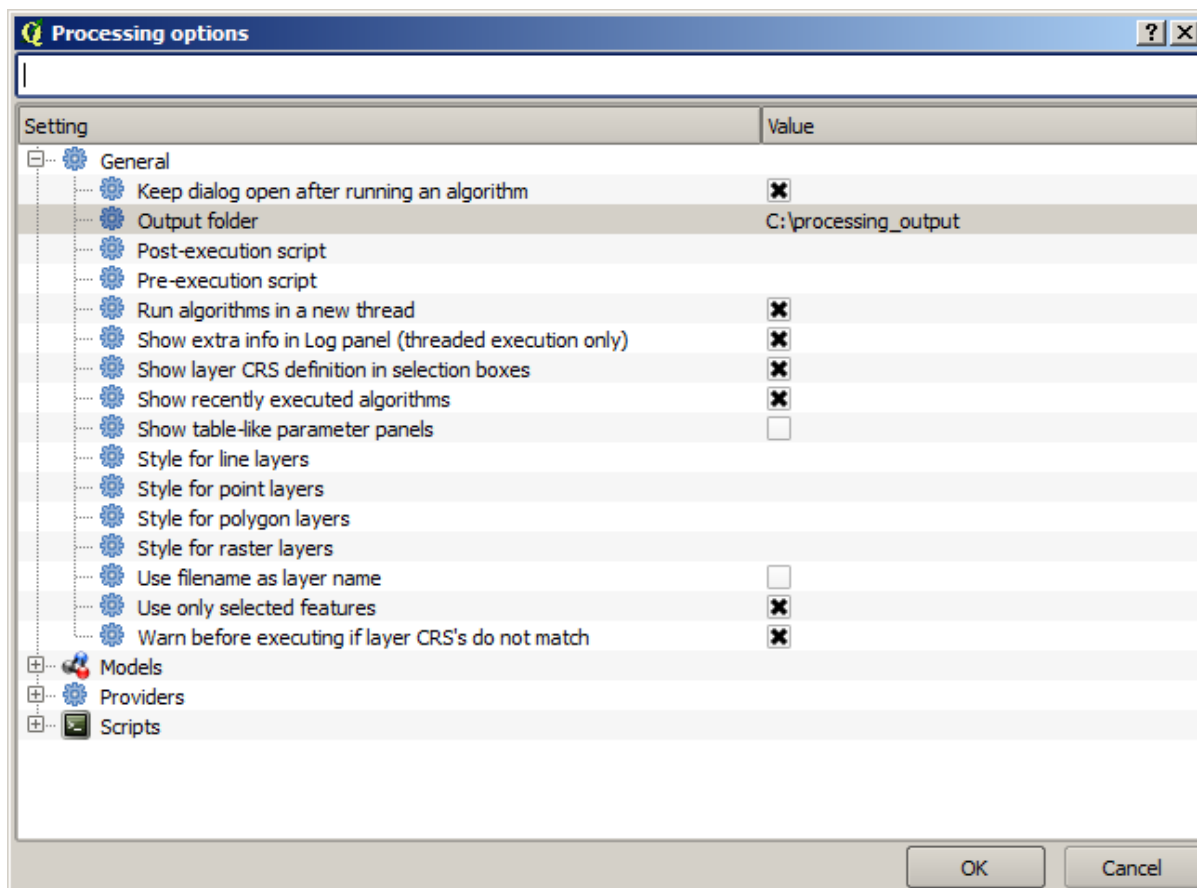 Processing options
Setting Value
General
Keep dialog open after running an algorithm
Output folder C:\processing_output
Post-execution script
Pre-execution script
Run algorithms in a new thread
Show extra info in Log panel (threaded execution only)
Show layer CRS definition in selection boxes
Show recently executed algorithms
Show table-like parameter panels
Style for line layers
Style for point layers
Style for polygon layers
Style for raster layers
Use filename as layer name
Use only selected features
Warn before executing if layer CRS's do not match
Models
Providers
Scripts
OK Cancel